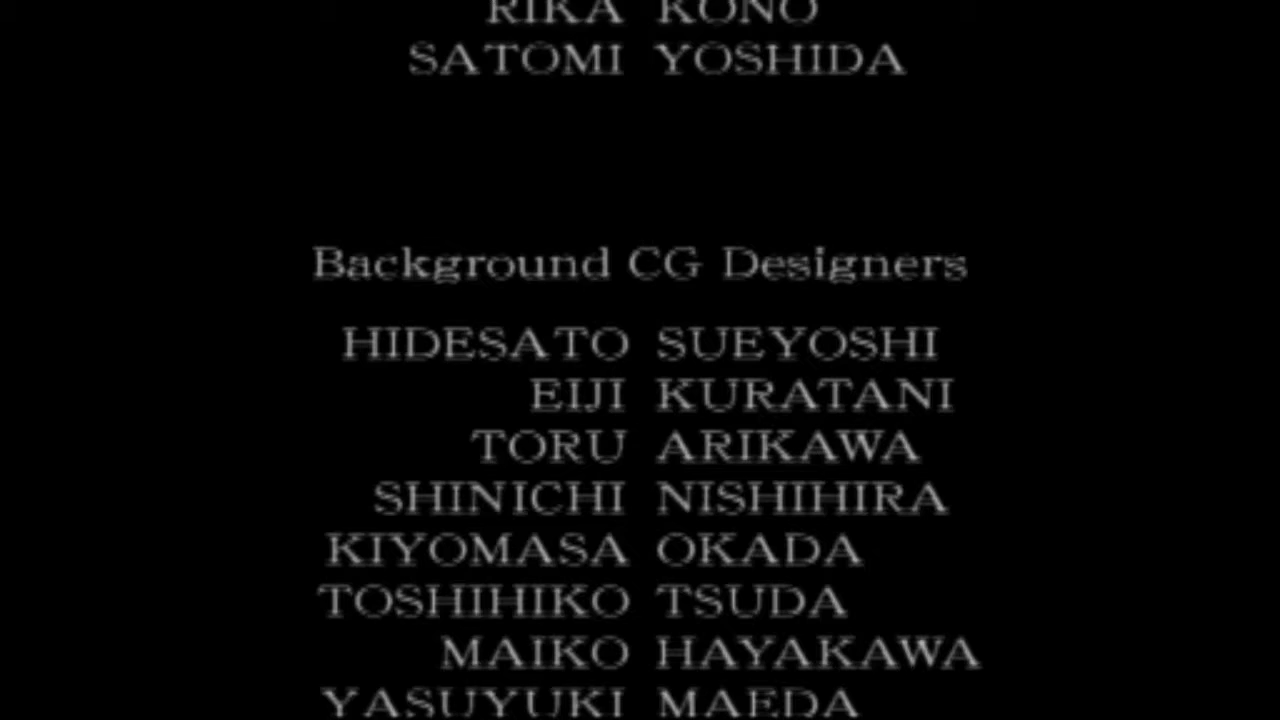 RIKA KONO
SATOMI YOSHIDA
Background CG Designers
HIDESATO SUEYOSHI
EIJI KURATANI
TORU ARIKAWA
SHINICHI NISHIHIRA
KIYOMASA OKADA
TOSHIHIKO TSUDA
MAIKO HAYAKAWA
YASUYUKI MAEDA